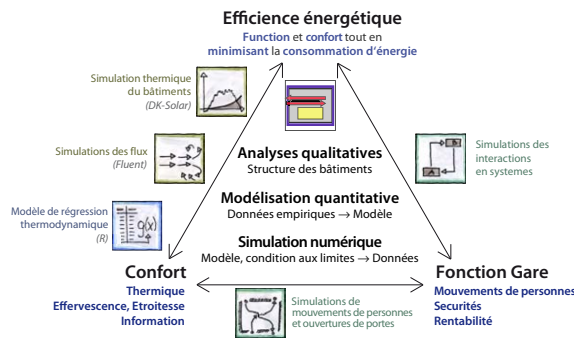 Efficience énergétique
Function et confort tout en
minimisant la consommation d'énergie
Simulation thermique
du bâtiments
(DK-Solar)
Simulations des flux
(Fluent)
Modèle de régression
thermodynamique
(R)
g(x)
Analyses qualitatives
Structure des bâtiments
Modélisation quantitative
Données empiriques → Modèle
Simulation numérique
Modèle, condition aux limites → Données
B
A
Simulations des
interactions
en systemes
Confort
Thermique
Effervescence, Etroitesse
Information
Simulations de
mouvements de personnes
et ouvertures de portes
Fonction Gare
Mouvements de personnes
Securités
Rentabilité